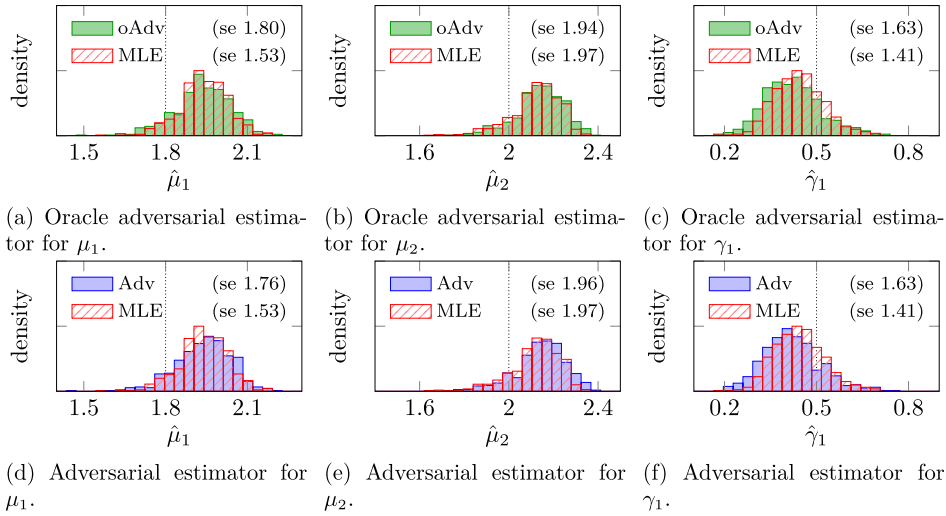 density
oAdv (se 1.80)
MLE (se 1.53)
1.5 1.8 2.1
μ̂₁
(a) Oracle adversarial estima-
tor for μ₁.
density
oAdv (se 1.94)
MLE (se 1.97)
1.6 2 2.4
μ̂₂
(b) Oracle adversarial estima-
tor for μ₂.
density
oAdv (se 1.63)
MLE (se 1.41)
0.2 0.5 0.8
γ̂₁
(c) Oracle adversarial estima-
tor for γ₁.
density
Adv (se 1.76)
MLE (se 1.53)
1.5 1.8 2.1
μ̂₁
(d) Adversarial estimator for
μ₁.
density
Adv (se 1.96)
MLE (se 1.97)
1.6 2 2.4
μ̂₂
(e) Adversarial estimator for
μ₂.
density
Adv (se 1.63)
MLE (se 1.41)
0.2 0.5 0.8
γ̂₁
(f) Adversarial estimator for
γ₁.